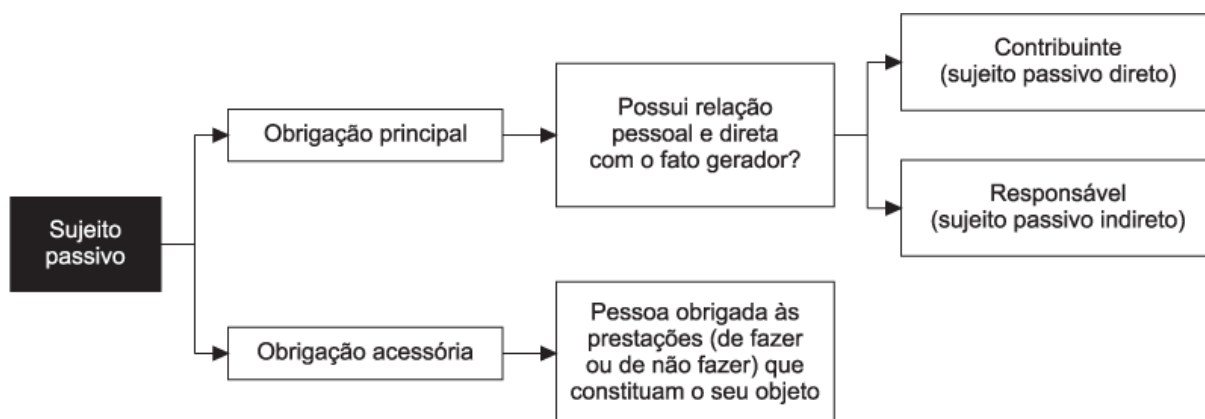 Sujeito
passivo
Obrigação principal
Possui relação
pessoal e direta
com o fato gerador?
Contribuinte
(sujeito passivo direto)
Responsável
(sujeito passivo indireto)
Obrigação acessória
Pessoa obrigada às
prestações (de fazer
ou de não fazer) que
constituam o seu objeto